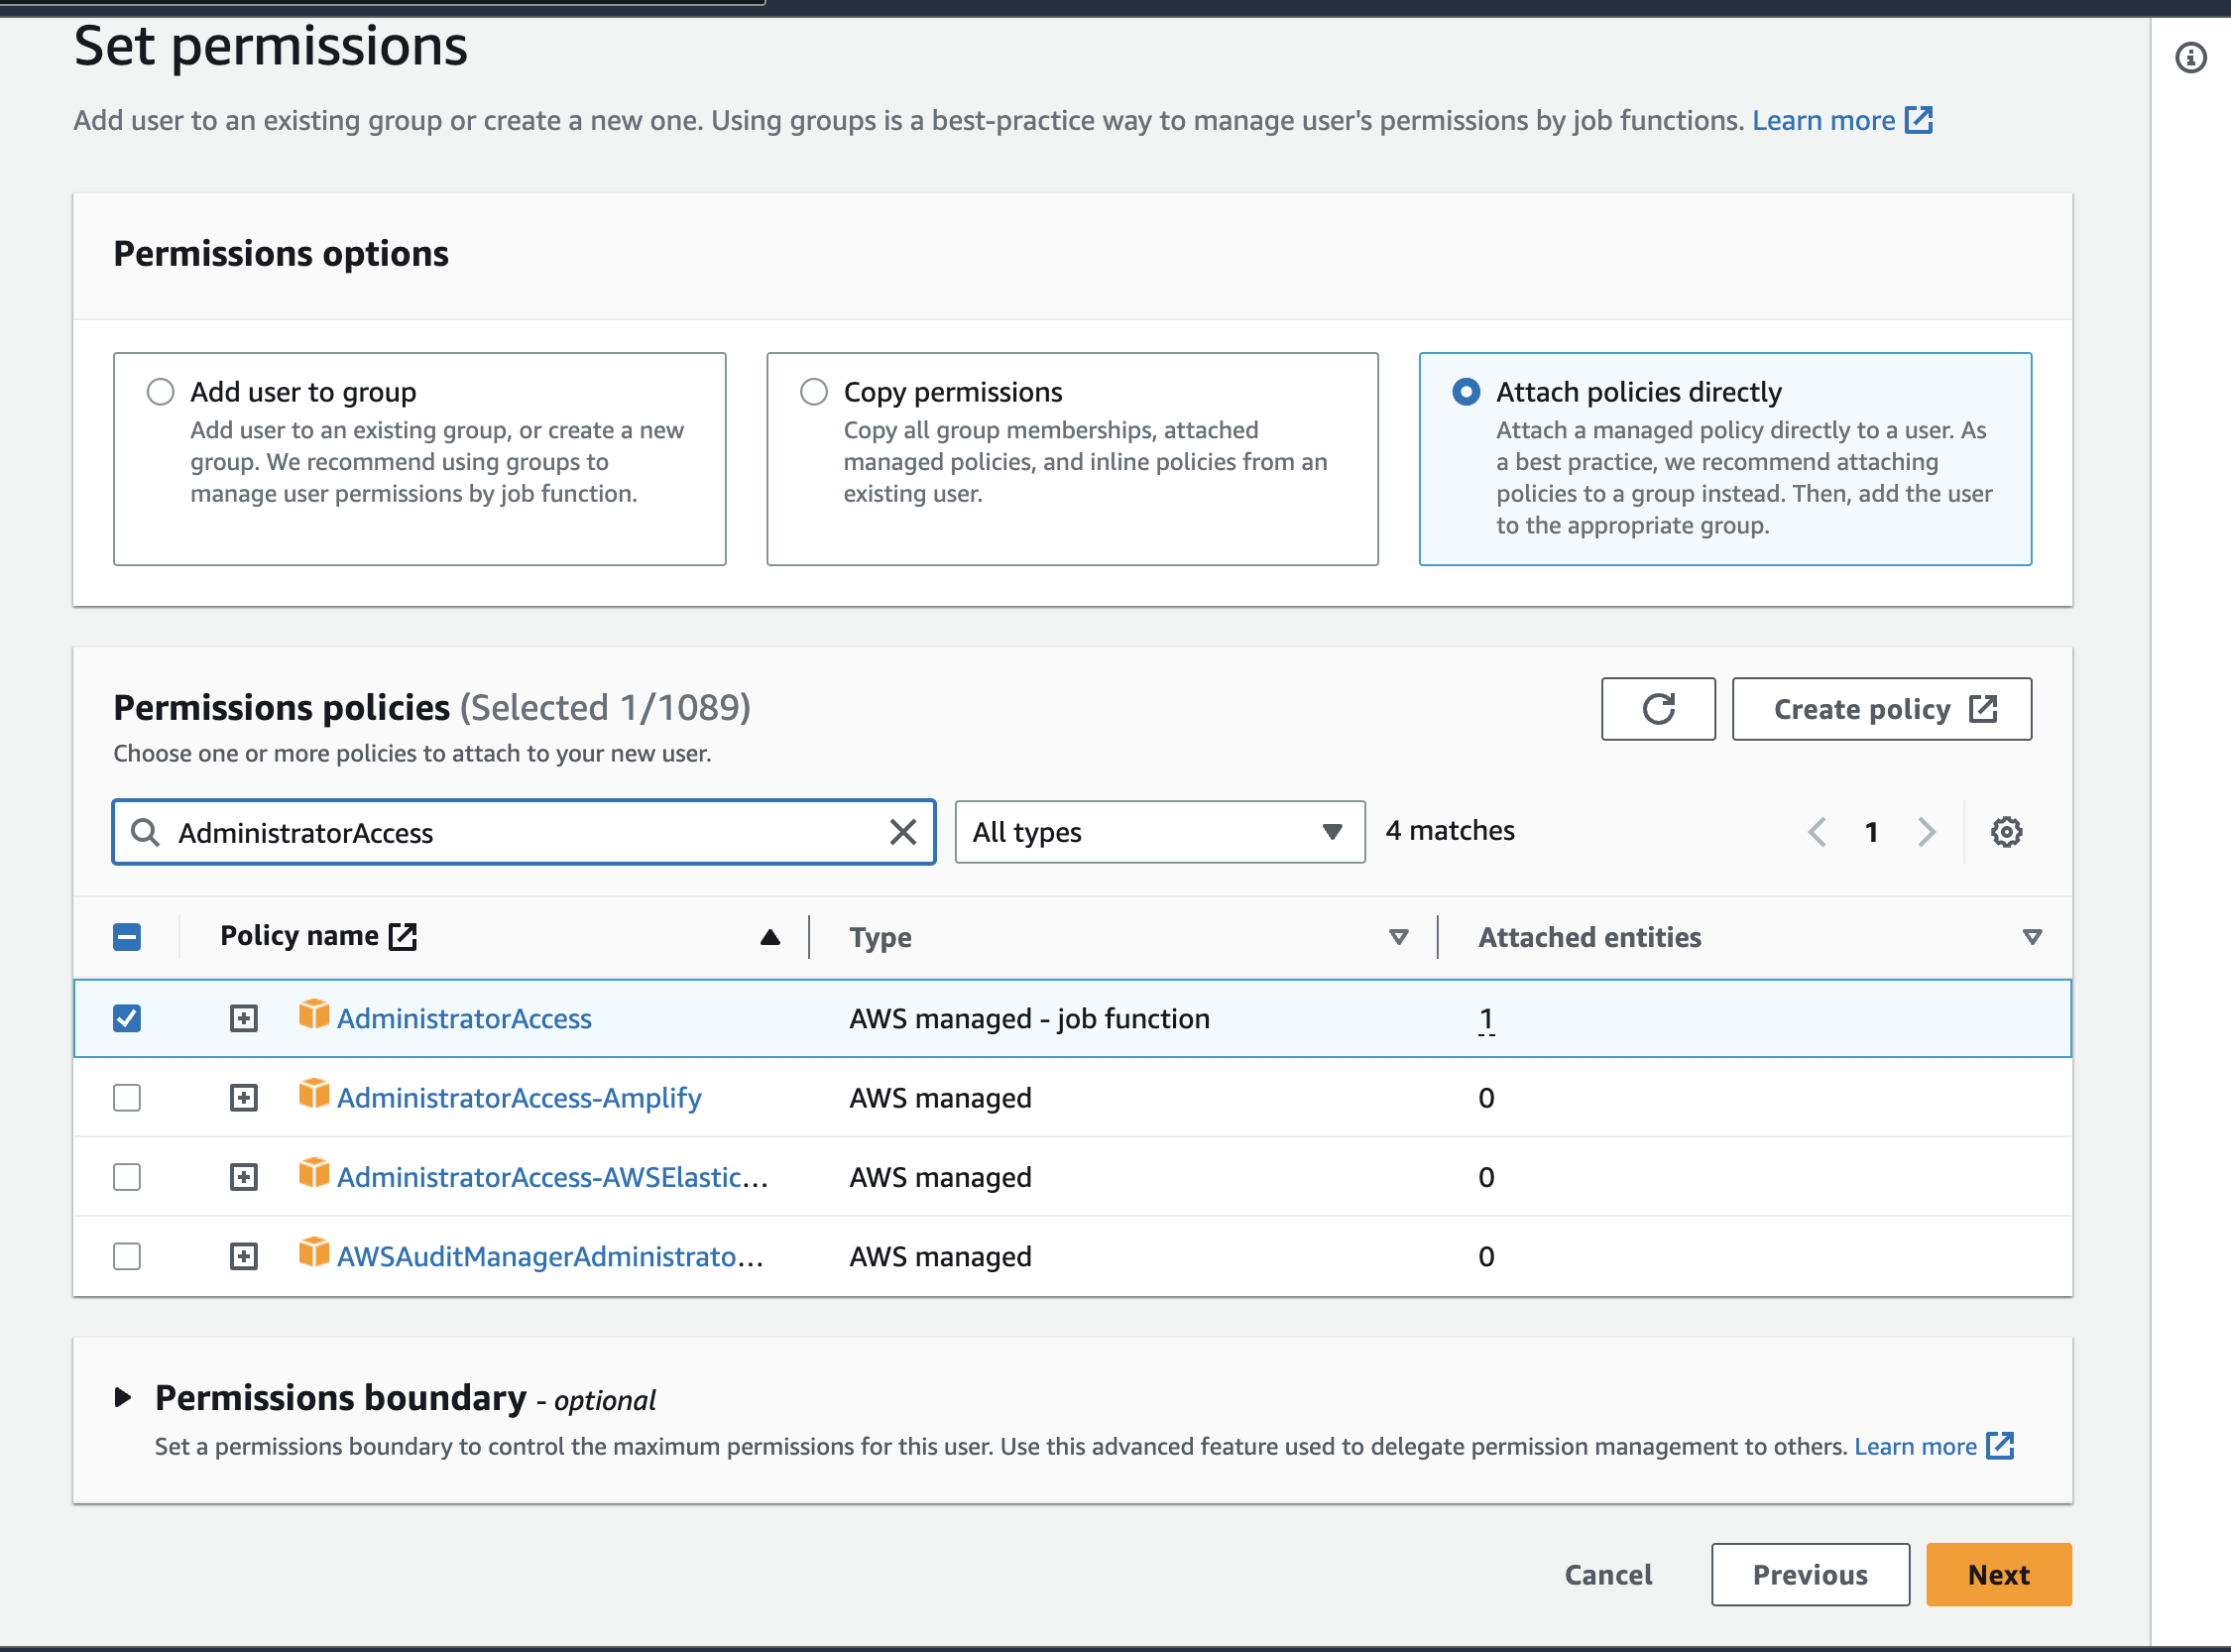 Set permissions
Add user to an existing group or create a new one. Using groups is a best-practice way to manage user's permissions by job functions. Learn more
Permissions options
Add user to group
Add user to an existing group, or create a new
group. We recommend using groups to
manage user permissions by job function.
Copy permissions
Copy all group memberships, attached
managed policies, and inline policies from an
existing user.
Attach policies directly
Attach a managed policy directly to a user. As
a best practice, we recommend attaching
policies to a group instead. Then, add the user
to the appropriate group.
Permissions policies (Selected 1/1089)
Choose one or more policies to attach to your new user.
Create policy
AdministratorAccess
All types
4 matches
1
Policy name Type Attached entities
AdministratorAccess AWS managed - job function 1
AdministratorAccess-Amplify AWS managed 0
AdministratorAccess-AWSElastic... AWS managed 0
AWSAuditManagerAdministrato... AWS managed 0
Permissions boundary - optional
Set a permissions boundary to control the maximum permissions for this user. Use this advanced feature used to delegate permission management to others. Learn more
Cancel Previous Next